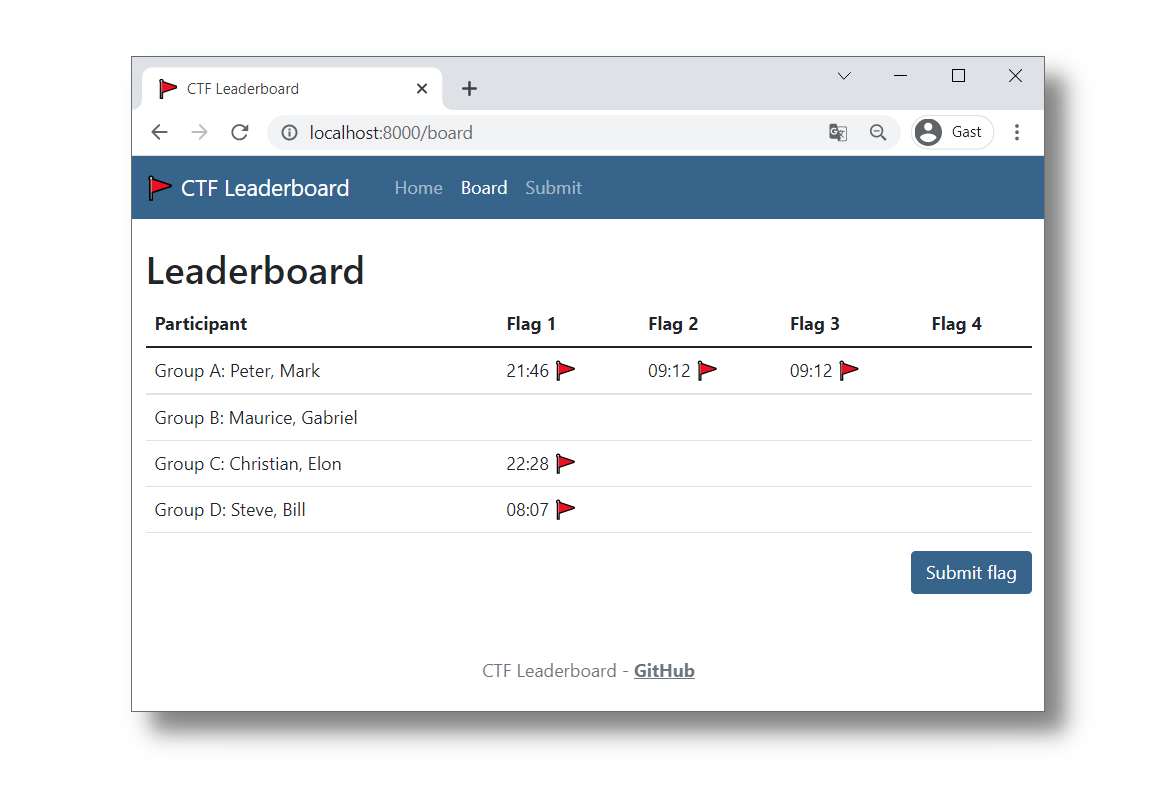 CTF Leaderboard
localhost:8000/board
Gast
CTF Leaderboard Home Board Submit
Leaderboard
Participant Flag 1 Flag 2 Flag 3 Flag 4
Group A: Peter, Mark 21:46 09:12 09:12
Group B: Maurice, Gabriel
Group C: Christian, Elon 22:28
Group D: Steve, Bill 08:07
Submit flag
CTF Leaderboard - GitHub